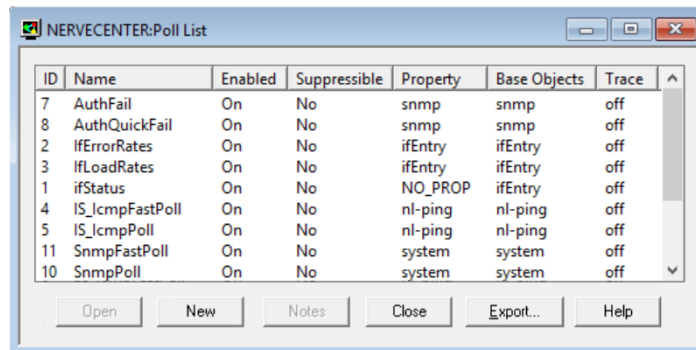 NERVECENTER:Poll List
ID Name Enabled Suppressible Property Base Objects Trace
7 AuthFail On No snmp snmp off
8 AuthQuickFail On No snmp snmp off
2 IfErrorRates On No ifEntry ifEntry off
3 IfLoadRates On No ifEntry ifEntry off
1 ifStatus On No NO_PROP ifEntry off
4 IS_IcmpFastPoll On No nl-ping nl-ping off
5 IS_IcmpPoll On No nl-ping nl-ping off
11 SnmpFastPoll On No system system off
10 SnmpPoll On No system system off
Open New Notes Close Export... Help